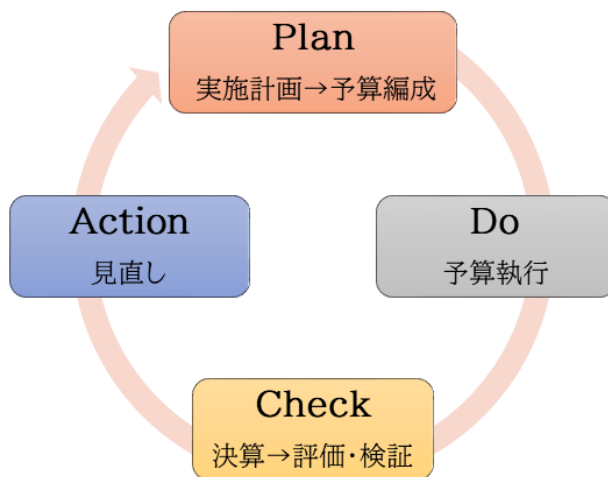 Plan
実施計画→予算編成
Do
予算執行
Check
決算→評価・検証
Action
見直し